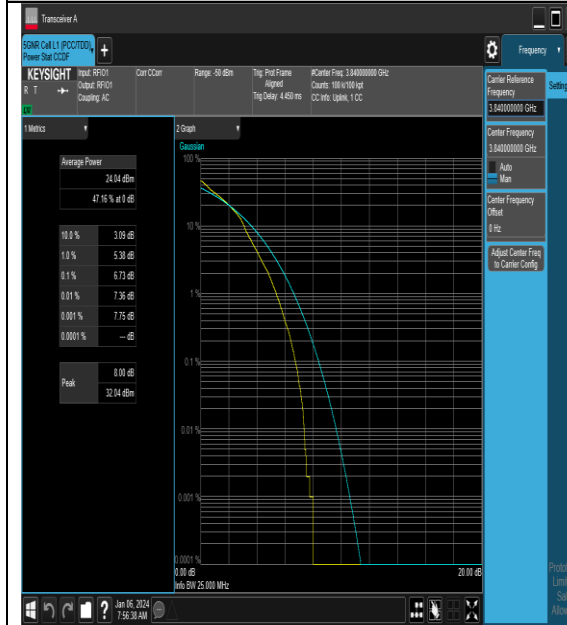 Transceiver A
5GNR Cell L1 (PCC/TDD)
Power Stat CCDF
Frequency
KEYSIGHT
R T
LV
Input: RFIO1
Output: RFIO1
Coupling: AC
Corr CCorr
Range: -50 dBm
Trig: Prot Frame
Aligned
Trig Delay: 4.450 ms
#Center Freq: 3.840000000 GHz
Counts: 100 k/100 kpt
CC Info: Uplink, 1 CC
Carrier Reference
Frequency
3.840000000 GHz
Setting
Center Frequency
3.840000000 GHz
Auto
Man
Center Frequency
Offset
0 Hz
Adjust Center Freq
to Carrier Config
1 Metrics
Average Power
24.04 dBm
47.16 % at 0 dB
10.0 % 3.09 dB
1.0 % 5.38 dB
0.1 % 6.73 dB
0.01 % 7.36 dB
0.001 % 7.75 dB
0.0001 % --- dB
Peak
8.00 dB
32.04 dBm
2 Graph
Gaussian
100 %
10 %
1 %
0.1 %
0.01 %
0.001 %
0.0001 %
0.00 dB
20.00 dB
Info BW 25.000 MHz
Jan 06, 2024
7:56:38 AM
?